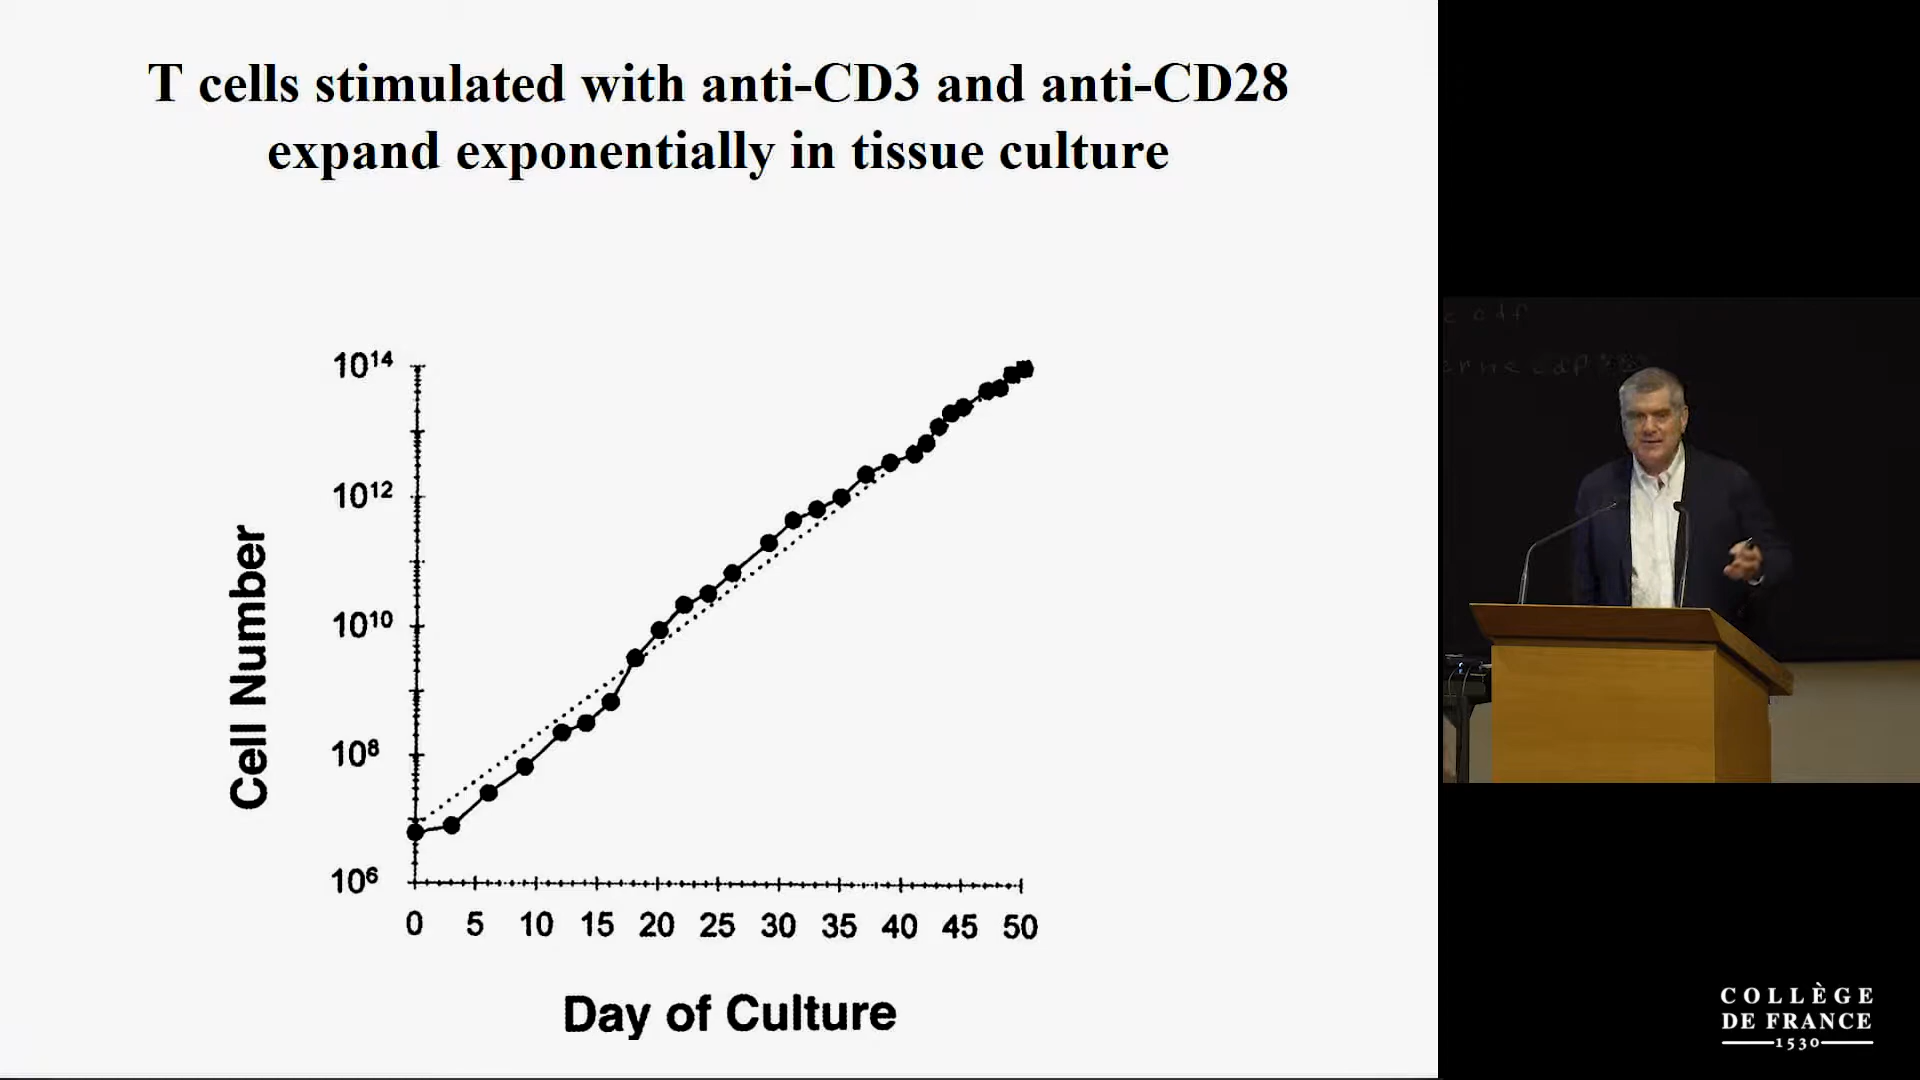 T cells stimulated with anti-CD3 and anti-CD28
expand exponentially in tissue culture
10¹⁴
10¹²
10¹⁰
10⁸
10⁶
Cell Number
0 5 10 15 20 25 30 35 40 45 50
Day of Culture
cdf
COLLÈGE
DE FRANCE
1530